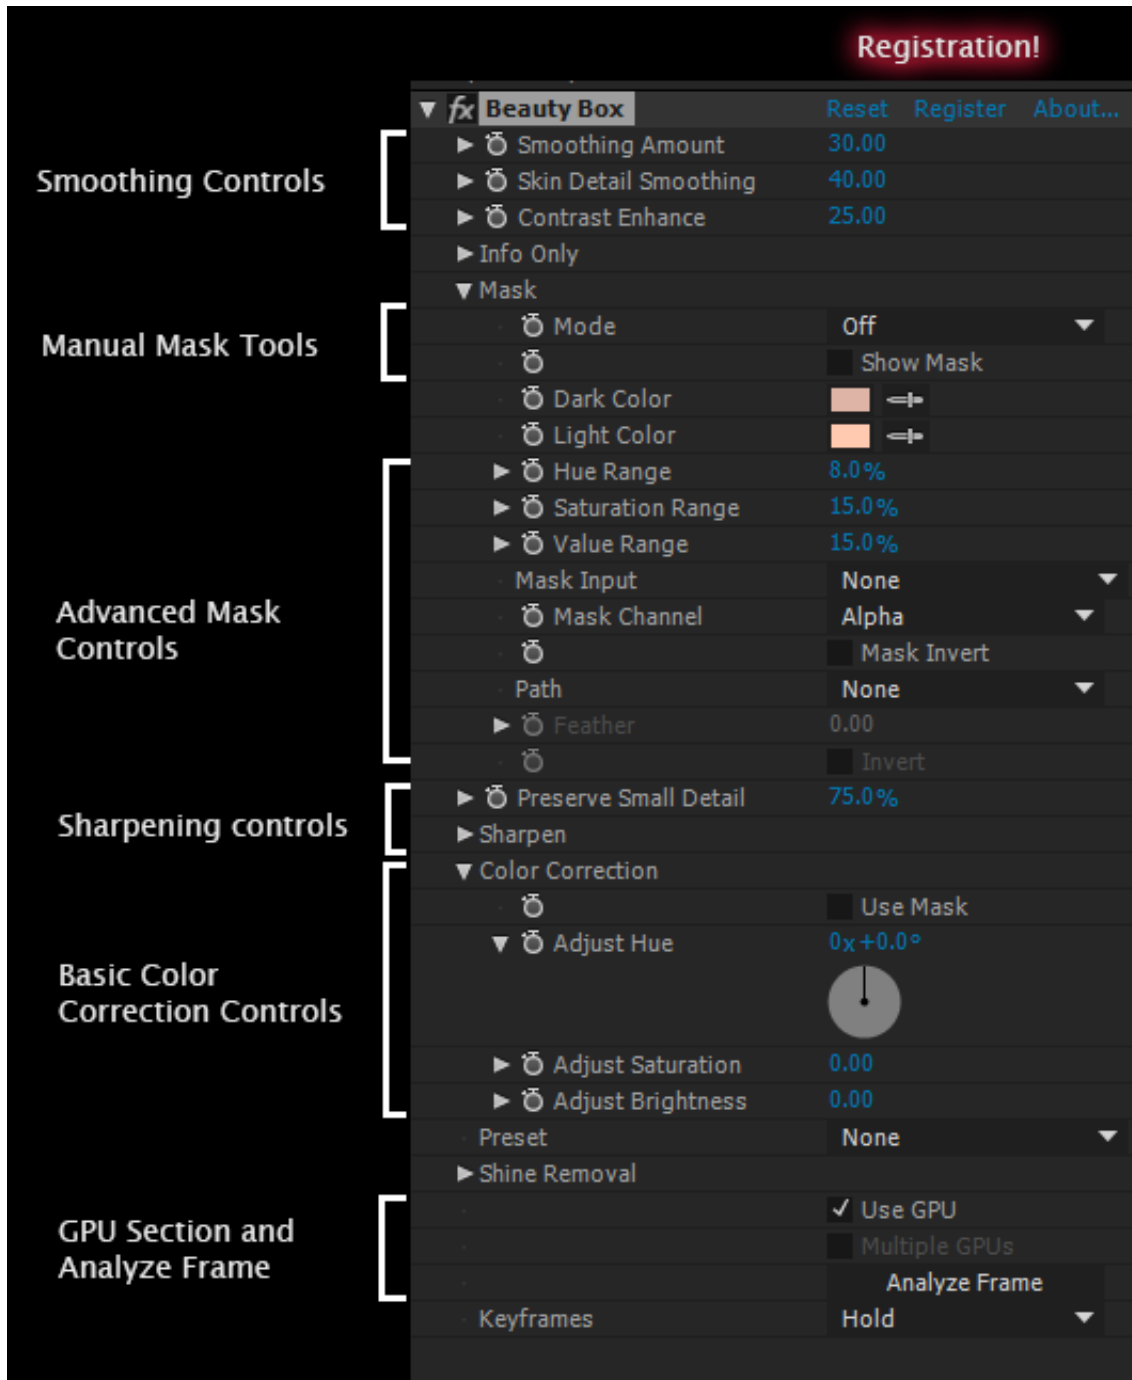 Registration!
fx Beauty Box Reset Register About...
Smoothing Amount 30.00
Smoothing Controls
Skin Detail Smoothing 40.00
Contrast Enhance 25.00
Info Only
Mask
Mode Off
Manual Mask Tools
Show Mask
Dark Color
Light Color
Hue Range 8.0%
Saturation Range 15.0%
Value Range 15.0%
Mask Input None
Advanced Mask
Controls
Mask Channel Alpha
Mask Invert
Path None
Feather 0.00
Invert
Preserve Small Detail 75.0%
Sharpening controls
Sharpen
Color Correction
Use Mask
Adjust Hue 0x+0.0°
Basic Color
Correction Controls
Adjust Saturation 0.00
Adjust Brightness 0.00
Preset None
Shine Removal
Use GPU
GPU Section and
Analyze Frame
Multiple GPUs
Analyze Frame
Keyframes Hold